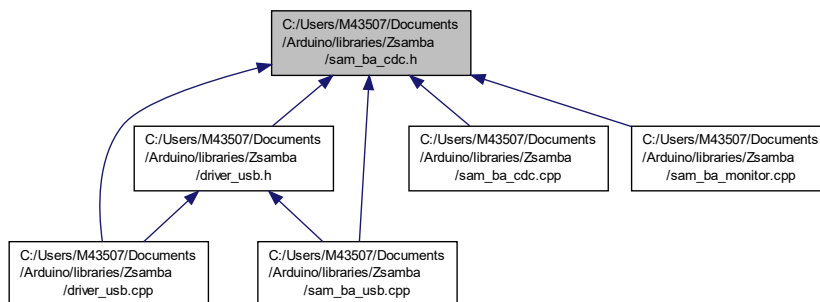 C:/Users/M43507/Documents
/Arduino/libraries/Zsamba
/sam_ba_cdc.h
C:/Users/M43507/Documents
/Arduino/libraries/Zsamba
/driver_usb.h
C:/Users/M43507/Documents
/Arduino/libraries/Zsamba
/sam_ba_cdc.cpp
C:/Users/M43507/Documents
/Arduino/libraries/Zsamba
/sam_ba_monitor.cpp
C:/Users/M43507/Documents
/Arduino/libraries/Zsamba
/driver_usb.cpp
C:/Users/M43507/Documents
/Arduino/libraries/Zsamba
/sam_ba_usb.cpp